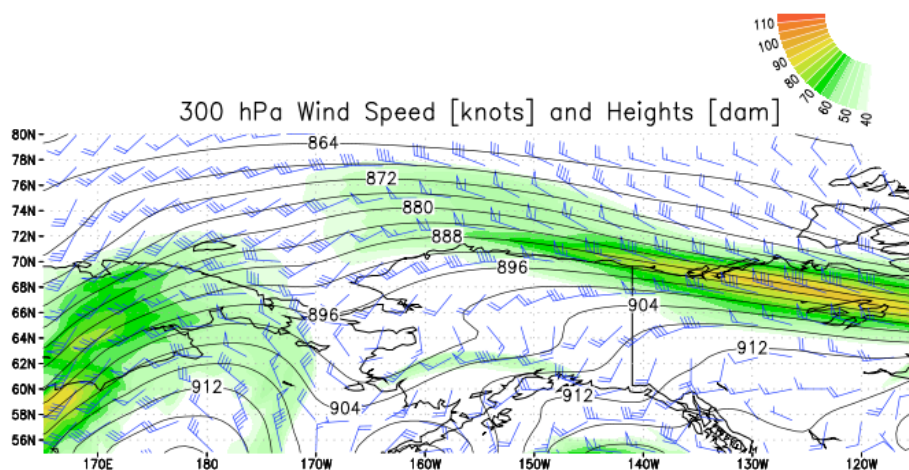 110
100
90
80
70
60
50
40
300 hPa Wind Speed [knots] and Heights [dam]
80N
78N
76N
74N
72N
70N
68N
66N
64N
62N
60N
58N
56N
864
872
880
888
896
896
904
912
912
904
912
170E
180
170W
160W
150W
140W
130W
120W